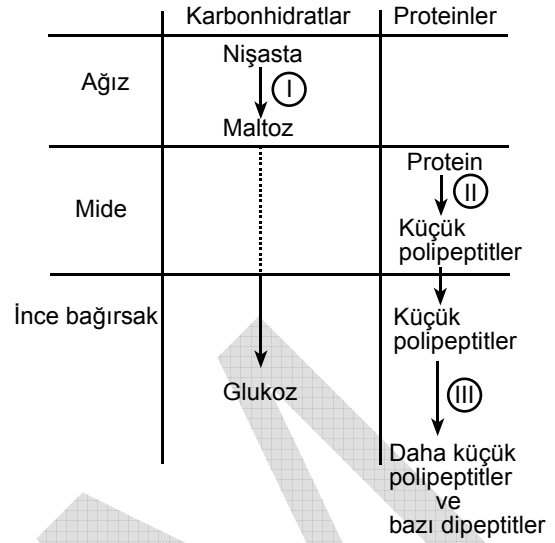 Karbonhidratlar Proteinler
Ağız
Nişasta
I
Maltoz
Mide
Protein
II
Küçük
polipeptitler
İnce bağırsak
Glukoz
Küçük
polipeptitler
III
Daha küçük
polipeptitler
ve
bazı dipeptitler